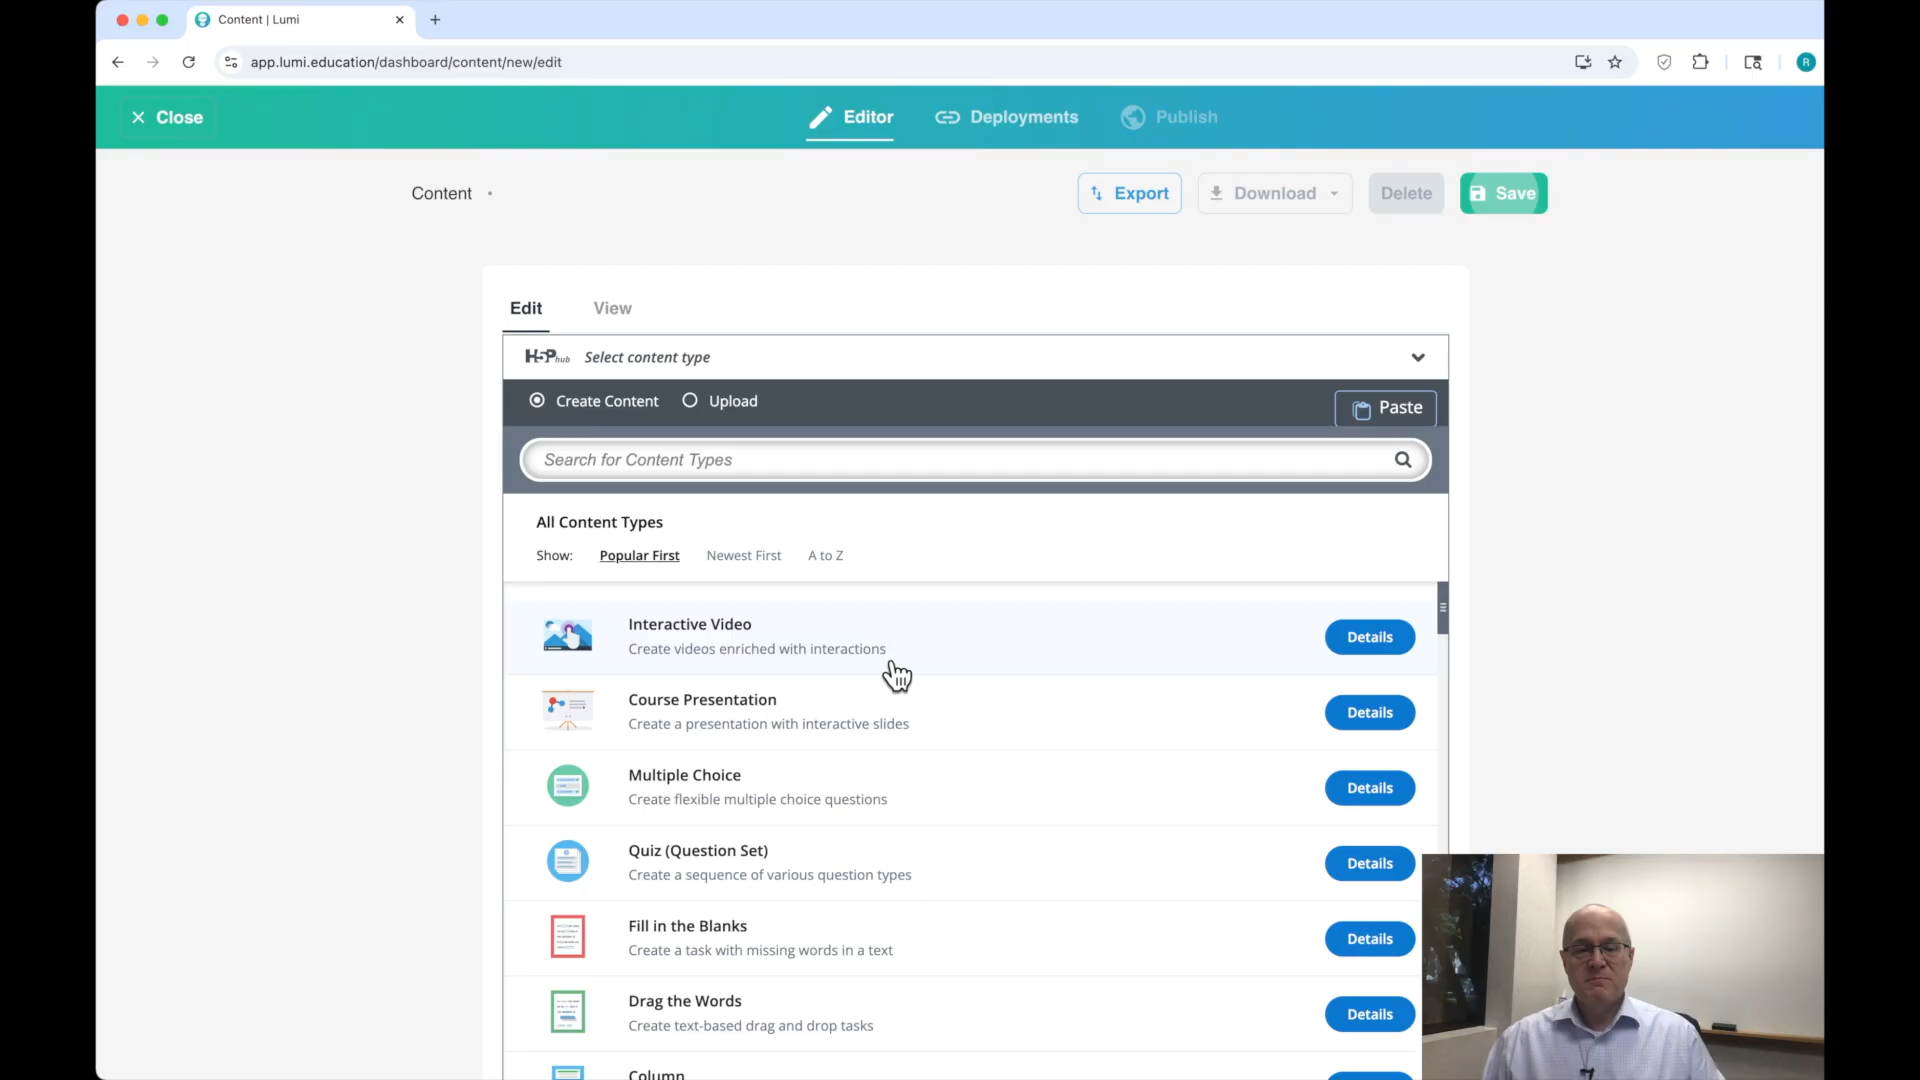 Content | Lumi
app.lumi.education/dashboard/content/new/edit
R
Close
Editor
Deployments
Publish
Content •
Export
Download
Delete
Save
Edit
View
H5P hub Select content type
Create Content
Upload
Paste
Search for Content Types
All Content Types
Show: Popular First Newest First A to Z
Interactive Video
Create videos enriched with interactions
Details
Course Presentation
Create a presentation with interactive slides
Details
Multiple Choice
Create flexible multiple choice questions
Details
Quiz (Question Set)
Create a sequence of various question types
Details
Fill in the Blanks
Create a task with missing words in a text
Details
Drag the Words
Create text-based drag and drop tasks
Details
Column